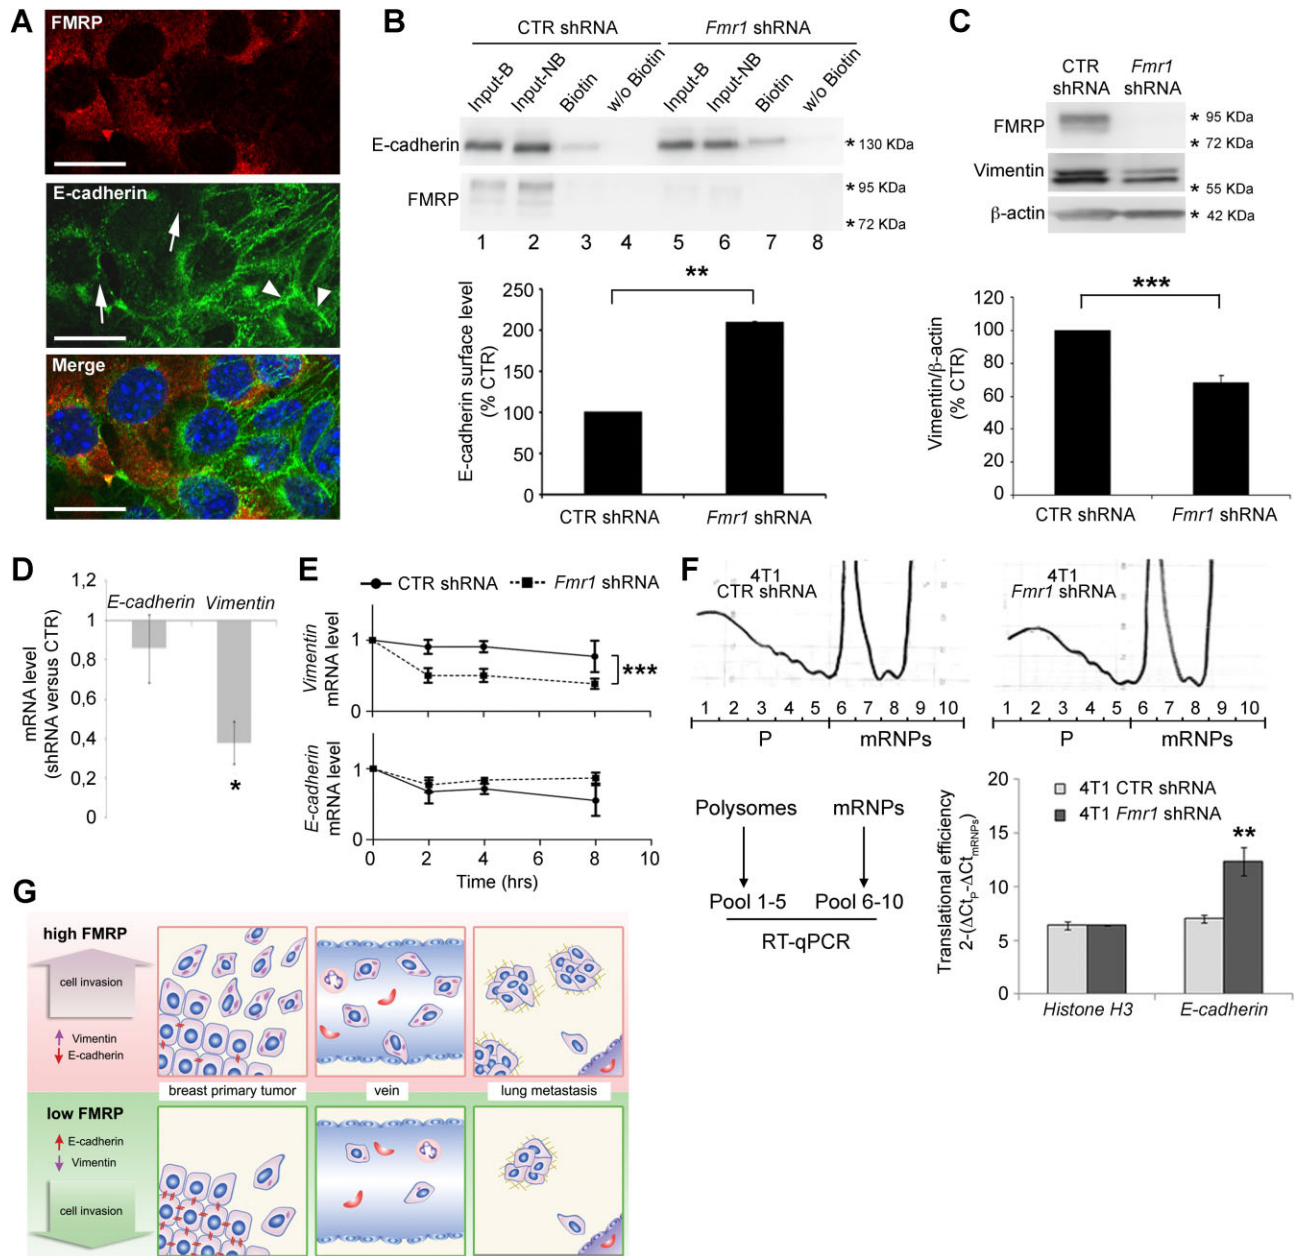 A
FMRP
E-cadherin
Merge
B
CTR shRNA
Fmr1 shRNA
Input-B
Input-NB
Biotin
w/o Biotin
Input-B
Input-NB
Biotin
w/o Biotin
E-cadherin
* 130 KDa
FMRP
* 95 KDa
* 72 KDa
1 2 3 4 5 6 7 8
**
E-cadherin surface level
(% CTR)
250
200
150
100
50
0
CTR shRNA
Fmr1 shRNA
C
CTR shRNA
Fmr1 shRNA
FMRP
* 95 KDa
* 72 KDa
Vimentin
* 55 KDa
β-actin
* 42 KDa
***
Vimentin/β-actin
(% CTR)
120
100
80
60
40
20
0
CTR shRNA
Fmr1 shRNA
D
mRNA level
(shRNA versus CTR)
1,2
1
0,8
0,6
0,4
0,2
0
E-cadherin
Vimentin
*
E
CTR shRNA
Fmr1 shRNA
Vimentin
mRNA level
1
0
***
E-cadherin
mRNA level
1
0
0 2 4 6 8 10
Time (hrs)
F
4T1
CTR shRNA
1 2 3 4 5 6 7 8 9 10
P
mRNPs
4T1
Fmr1 shRNA
1 2 3 4 5 6 7 8 9 10
P
mRNPs
Polysomes
mRNPs
Pool 1-5
Pool 6-10
RT-qPCR
Translational efficiency
2-(ΔCtP-ΔCtmRNPs)
20
15
10
5
0
4T1 CTR shRNA
4T1 Fmr1 shRNA
**
Histone H3
E-cadherin
G
high FMRP
cell invasion
Vimentin
E-cadherin
breast primary tumor
vein
lung metastasis
low FMRP
E-cadherin
Vimentin
cell invasion